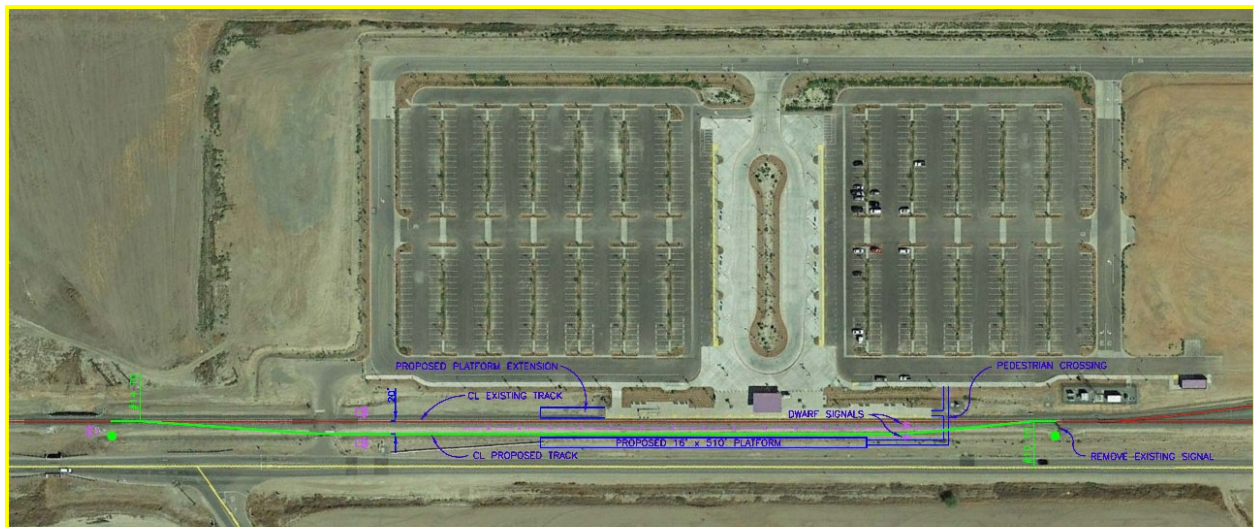 PROPOSED PLATFORM EXTENSION
PEDESTRIAN CROSSING
CL EXISTING TRACK
20'
DWARF SIGNALS
PROPOSED 16' x 510' PLATFORM
CL PROPOSED TRACK
REMOVE EXISTING SIGNAL